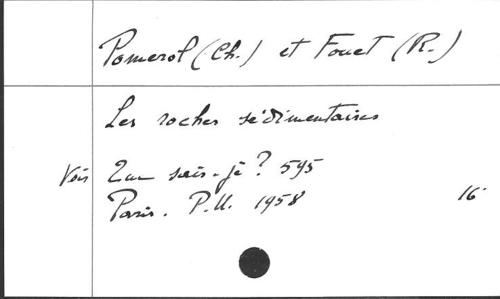 Pomerol (Ch.) et Fouet (R.)
Les roches sédimentaires
Voir Que sais-je ? 595
Paris. P.U. 1958 16